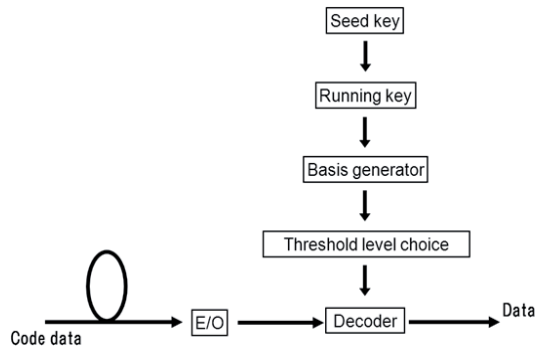 Seed key
Running key
Basis generator
Threshold level choice
Code data
E/O
Decoder
Data